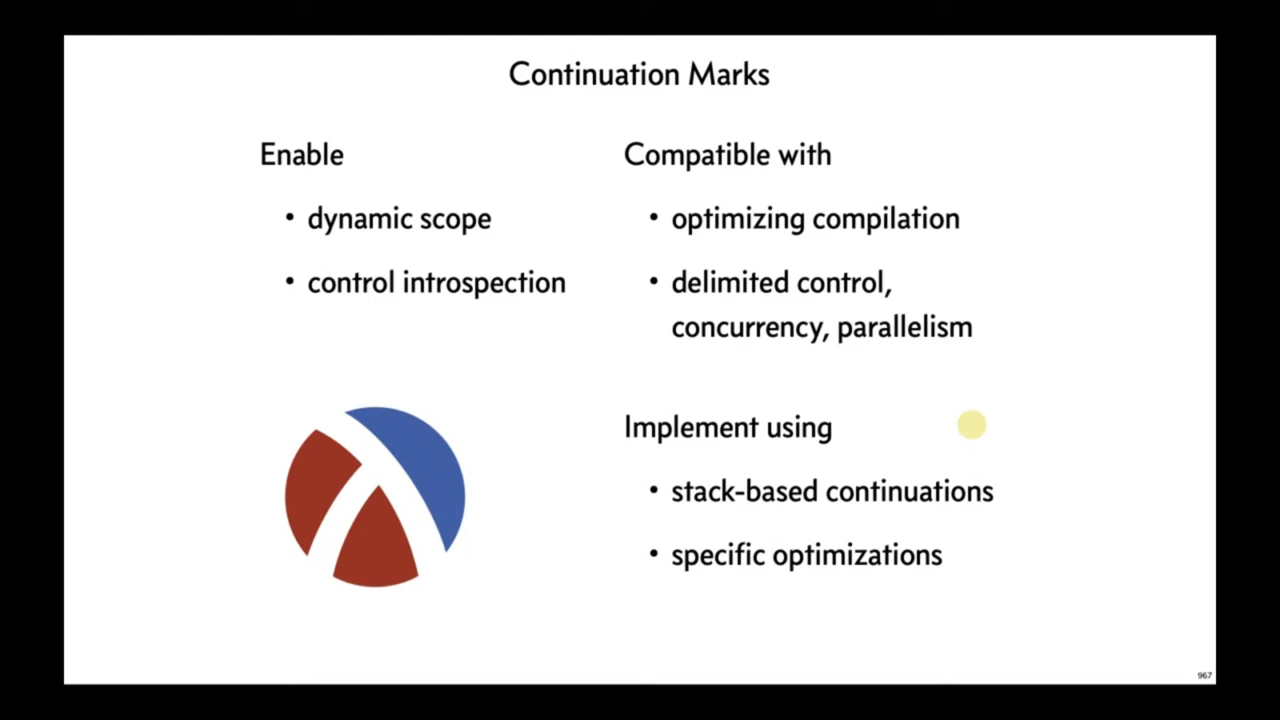 Continuation Marks
Enable
• dynamic scope
• control introspection
Compatible with
• optimizing compilation
• delimited control,
concurrency, parallelism
Implement using
• stack-based continuations
• specific optimizations
967